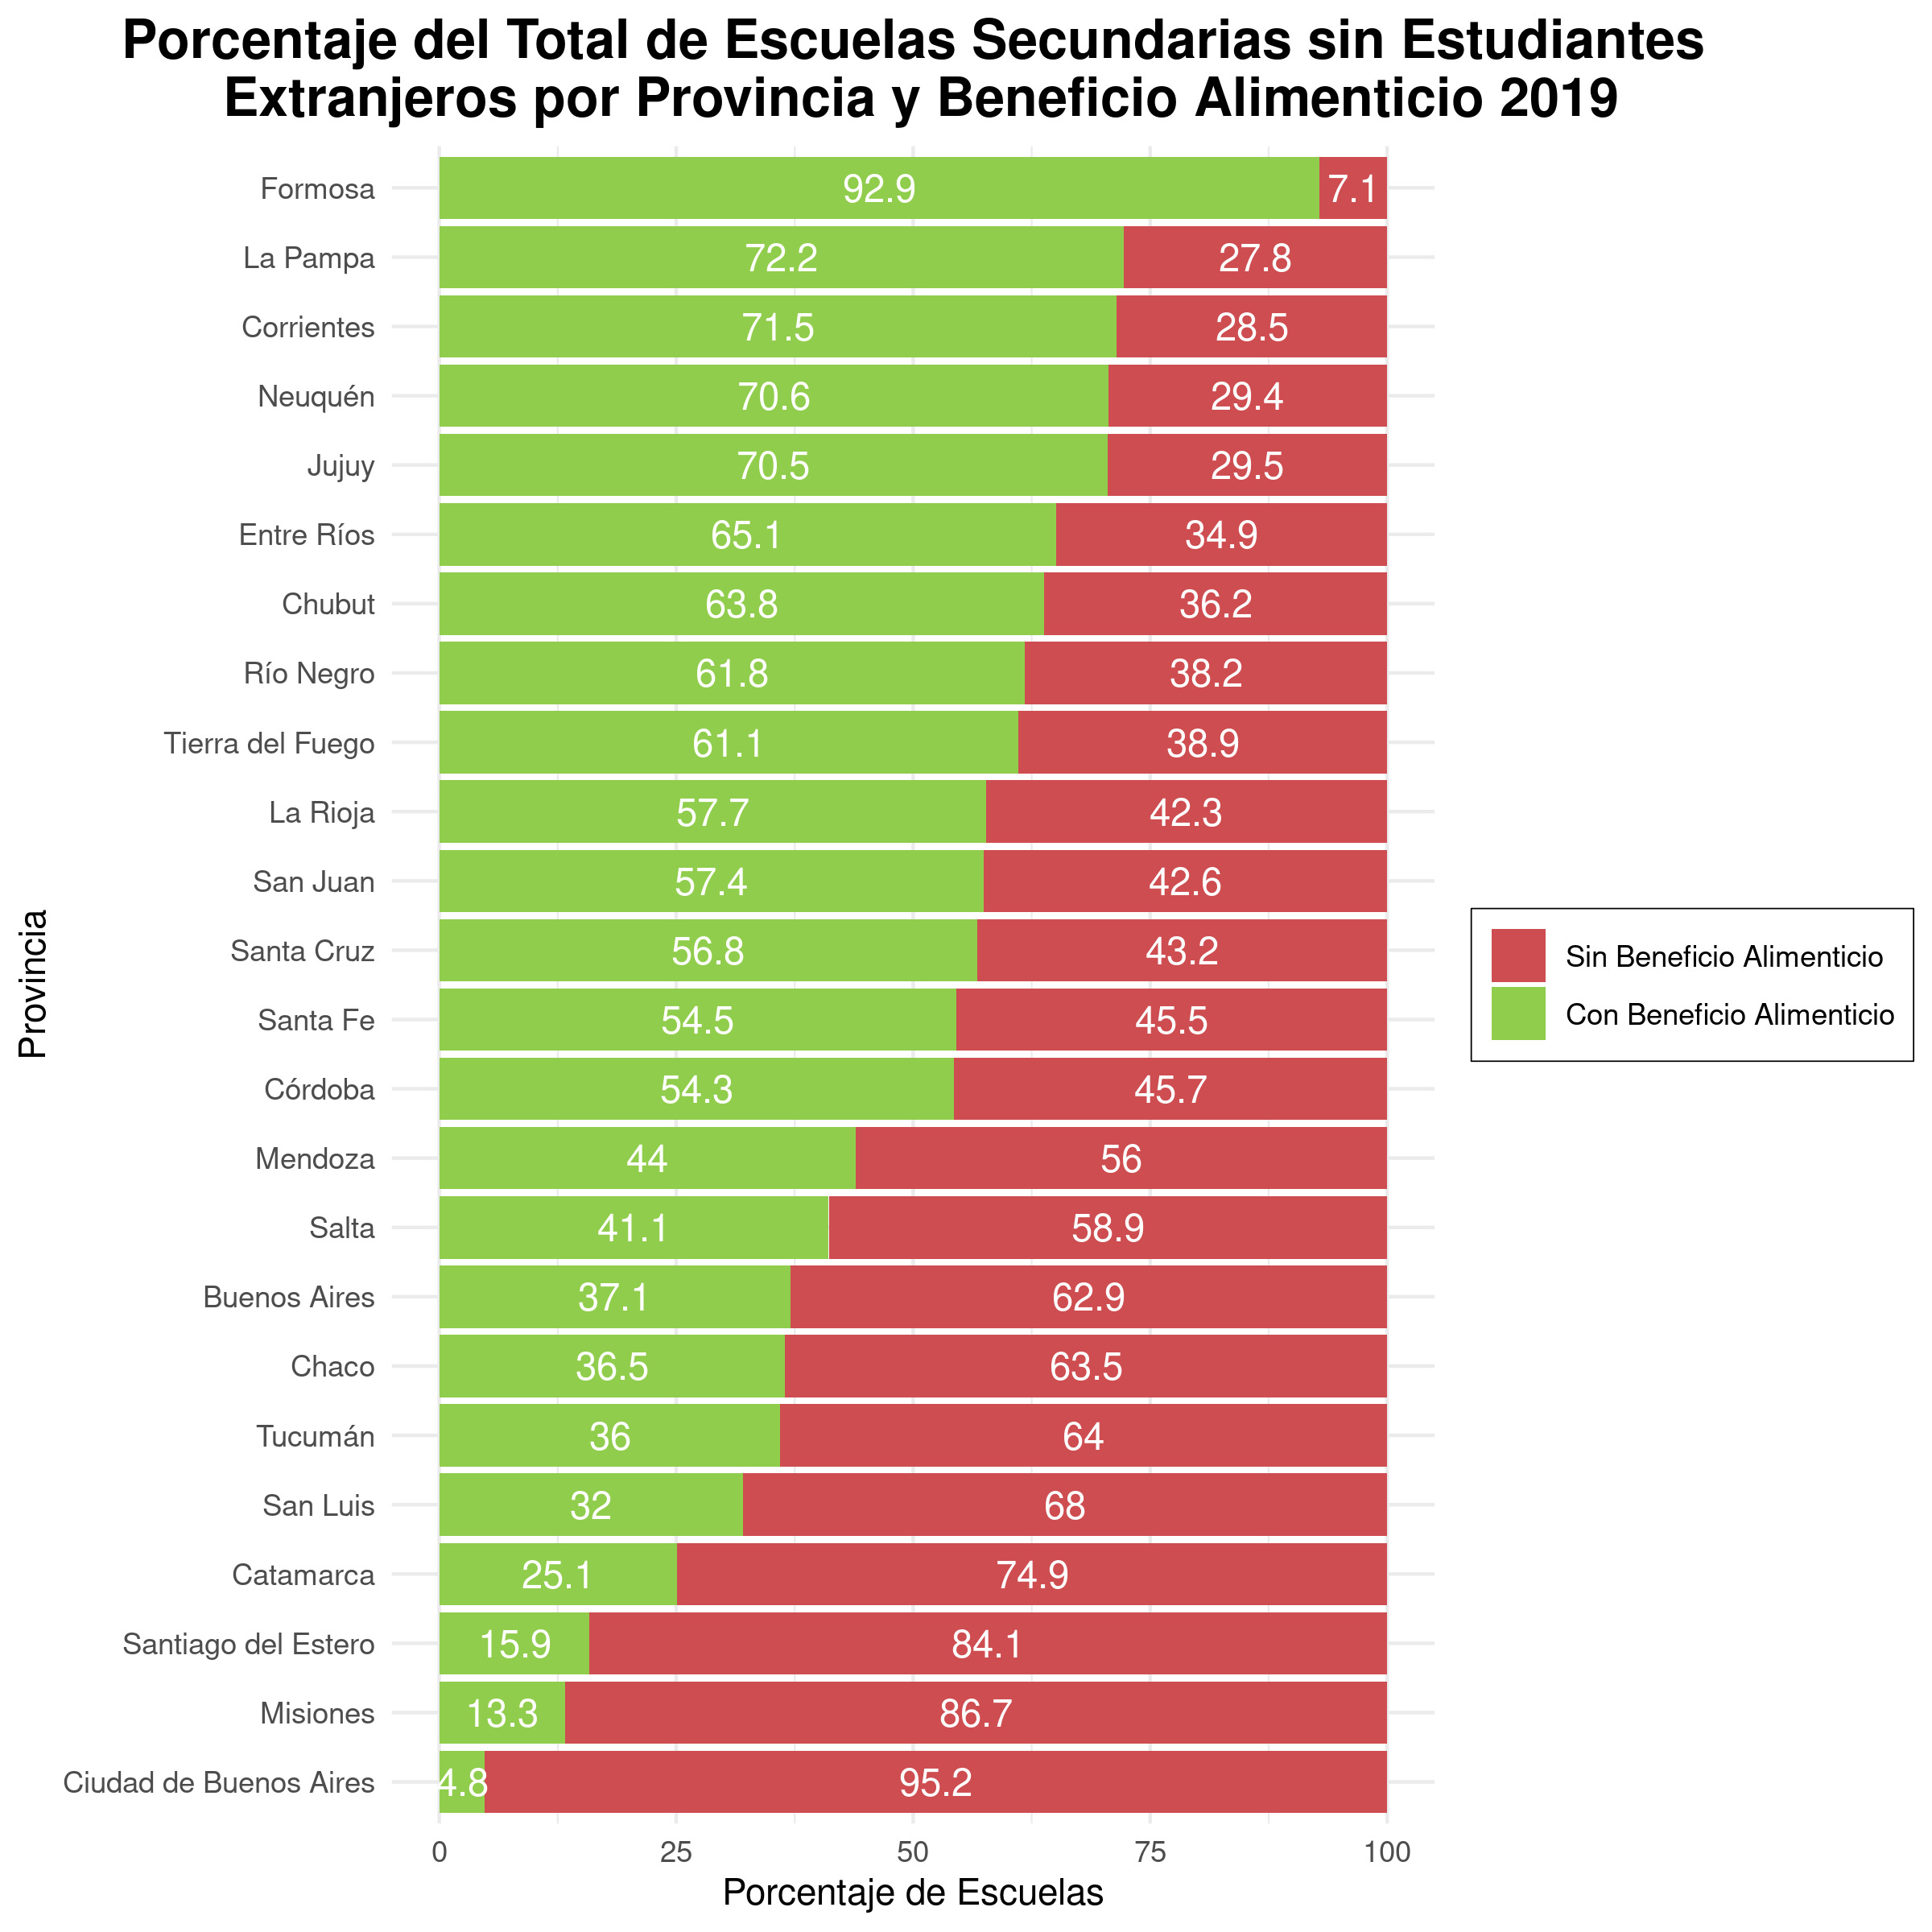 Porcentaje del Total de Escuelas Secundarias sin Estudiantes
Extranjeros por Provincia y Beneficio Alimenticio 2019
Formosa 92.9 7.1
La Pampa 72.2 27.8
Corrientes 71.5 28.5
Neuquén 70.6 29.4
Jujuy 70.5 29.5
Entre Ríos 65.1 34.9
Chubut 63.8 36.2
Río Negro 61.8 38.2
Tierra del Fuego 61.1 38.9
La Rioja 57.7 42.3
San Juan 57.4 42.6
Santa Cruz 56.8 43.2
Santa Fe 54.5 45.5
Córdoba 54.3 45.7
Mendoza 44 56
Salta 41.1 58.9
Buenos Aires 37.1 62.9
Chaco 36.5 63.5
Tucumán 36 64
San Luis 32 68
Catamarca 25.1 74.9
Santiago del Estero 15.9 84.1
Misiones 13.3 86.7
Ciudad de Buenos Aires 4.8 95.2
0 25 50 75 100
Porcentaje de Escuelas
Provincia
Sin Beneficio Alimenticio
Con Beneficio Alimenticio